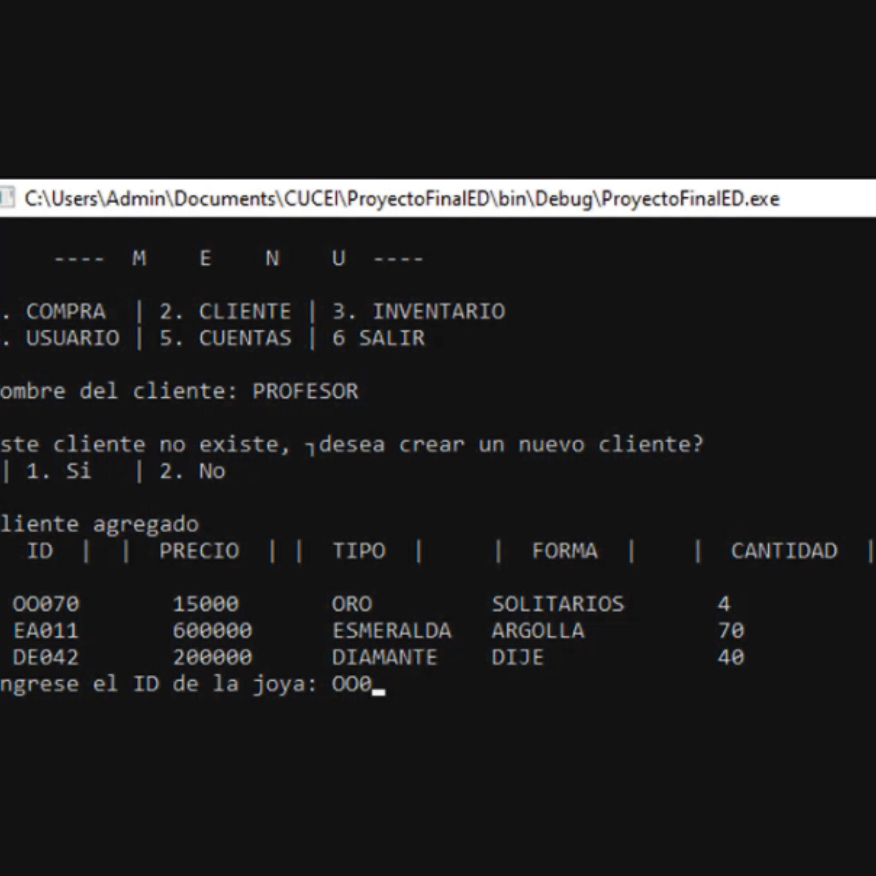 C:\Users\Admin\Documents\CUCEI\ProyectoFinalED\bin\Debug\ProyectoFinalED.exe
---- M E N U ----
. COMPRA | 2. CLIENTE | 3. INVENTARIO
. USUARIO | 5. CUENTAS | 6 SALIR
ombre del cliente: PROFESOR
ste cliente no existe, ┐desea crear un nuevo cliente?
| 1. Si | 2. No
liente agregado
ID | | PRECIO | | TIPO | | FORMA | | CANTIDAD |
OO070 15000 ORO SOLITARIOS 4
EA011 600000 ESMERALDA ARGOLLA 70
DE042 200000 DIAMANTE DIJE 40
ngrese el ID de la joya: OO0_